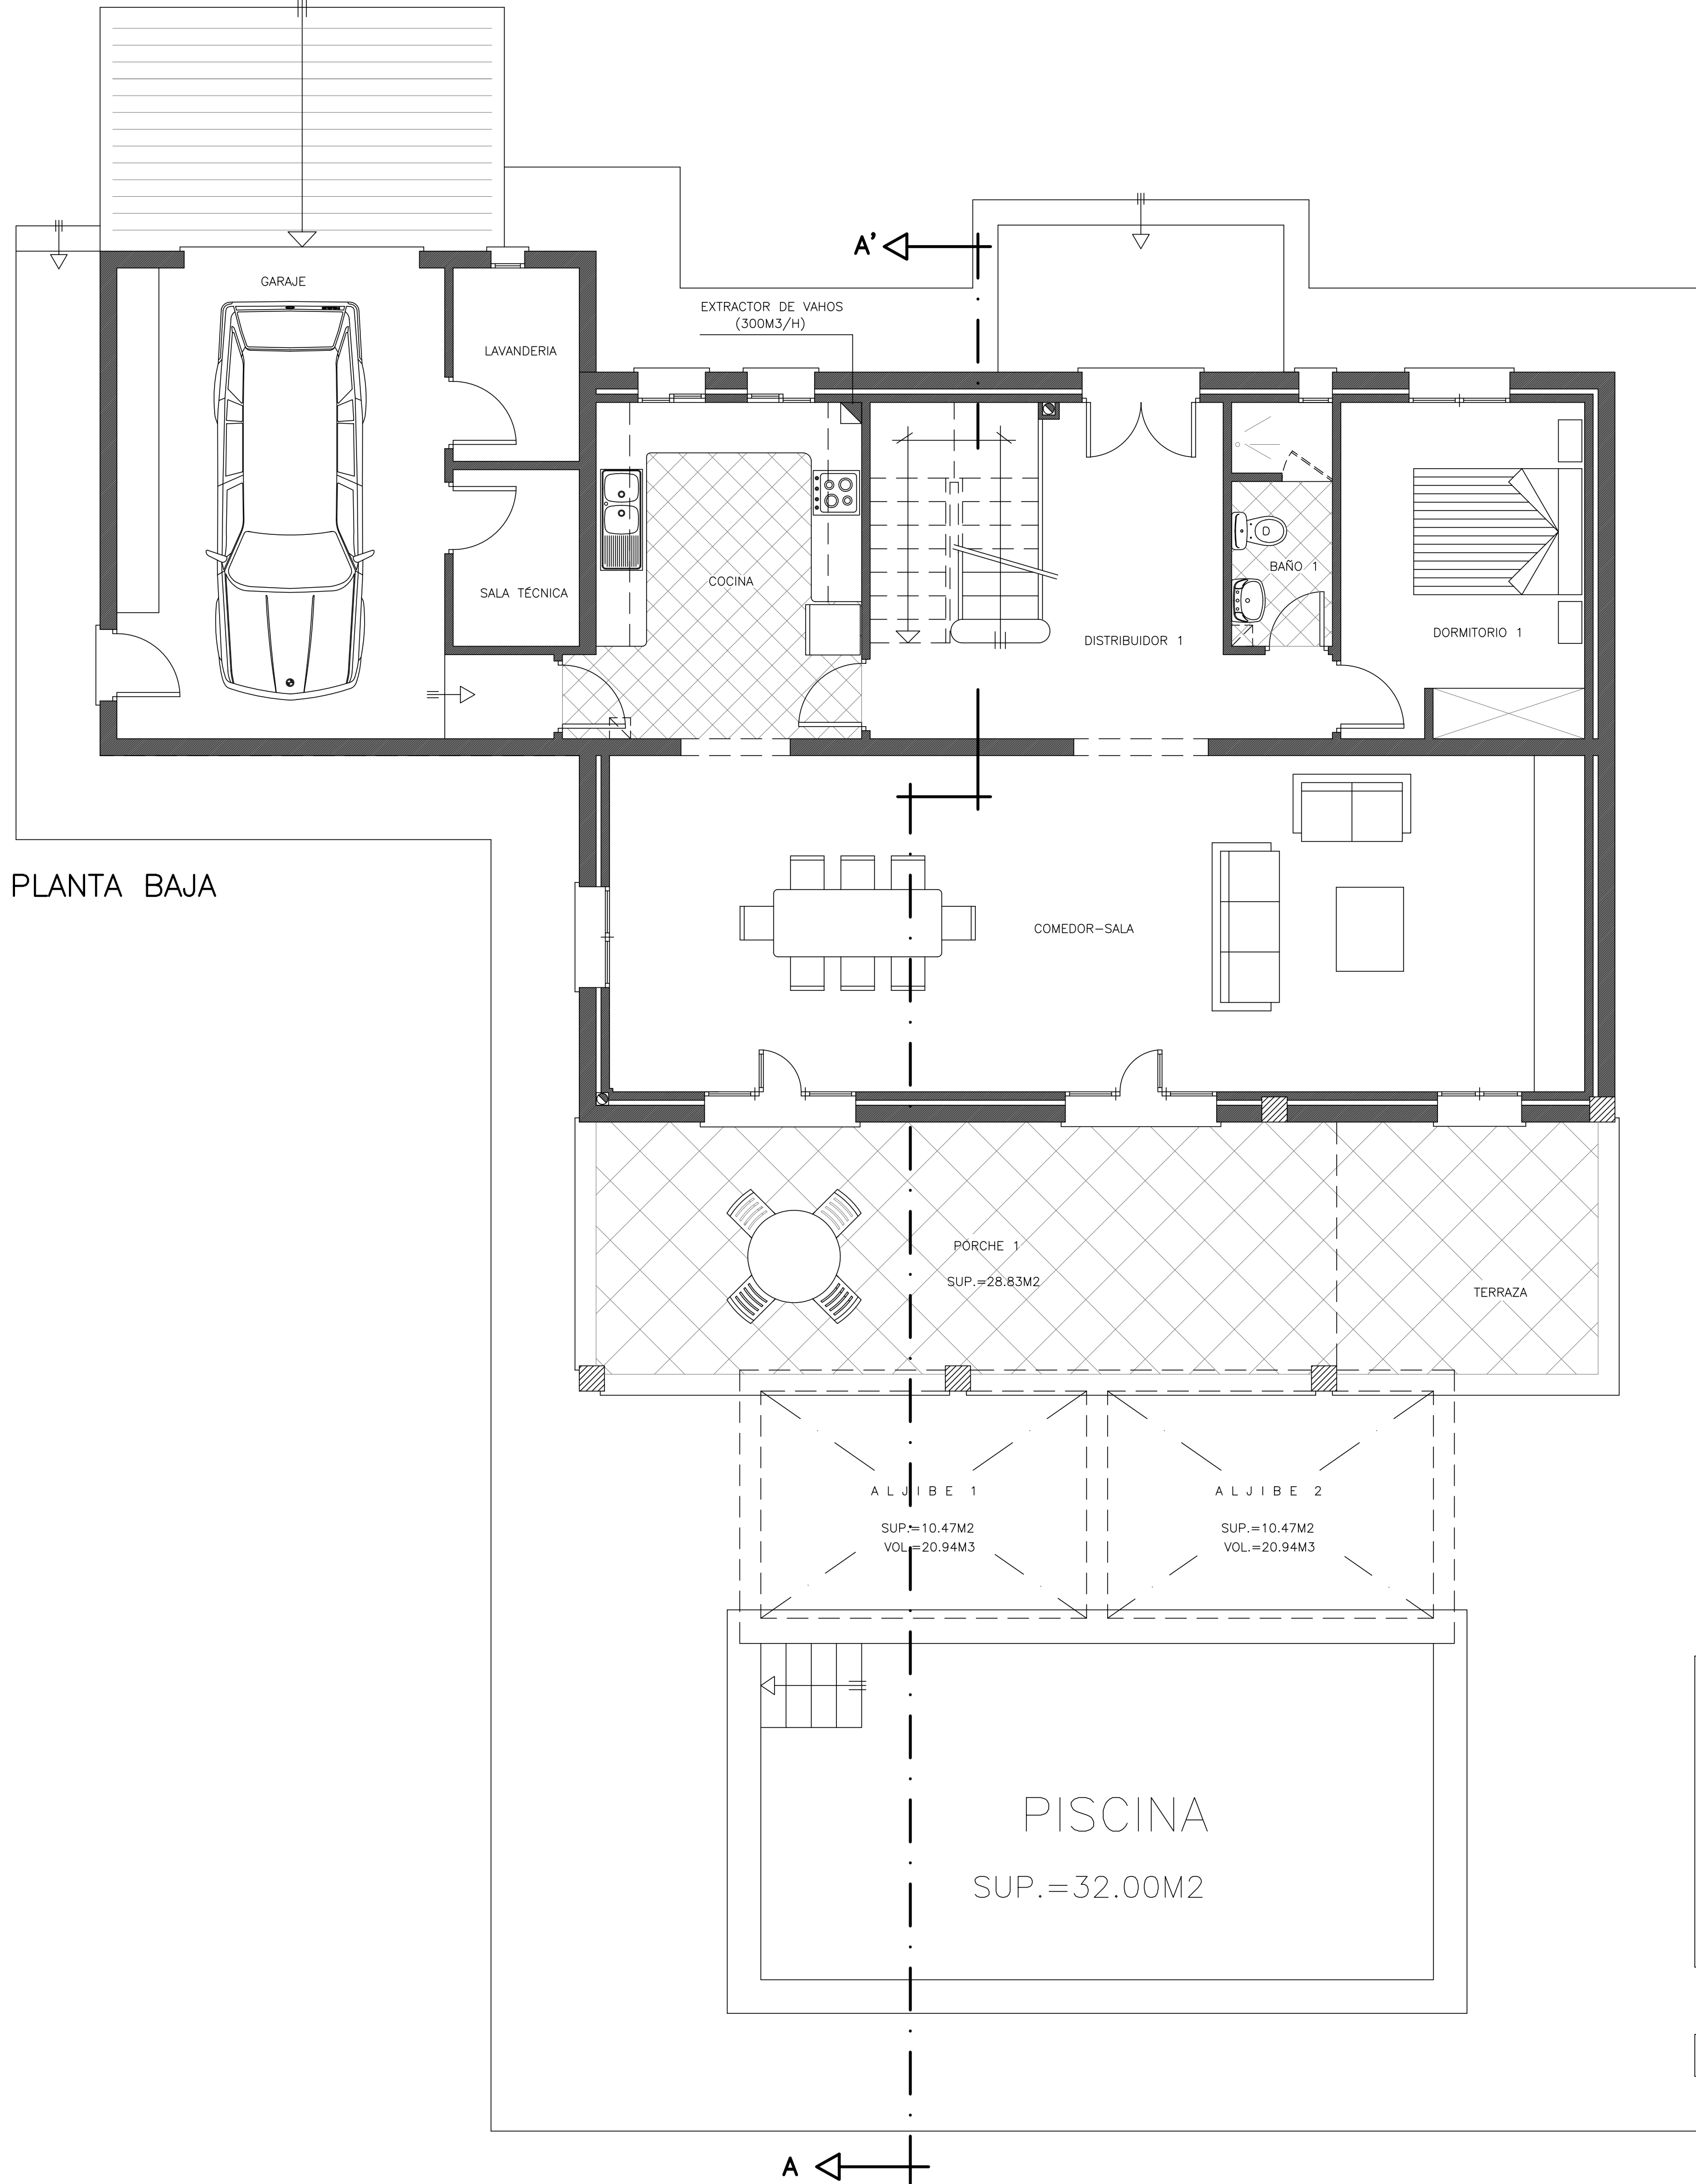 A'
GARAJE
EXTRACTOR DE VAHOS
(300M3/H)
LAVANDERIA
COCINA
BAÑO 1
SALA TÉCNICA
DORMITORIO 1
DISTRIBUIDOR 1
PLANTA BAJA
COMEDOR-SALA
PORCHE 1
SUP.=28.83M2
TERRAZA
ALJIBE 1
SUP.=10.47M2
VOL.=20.94M3
ALJIBE 2
SUP.=10.47M2
VOL.=20.94M3
PISCINA
SUP.=32.00M2
A